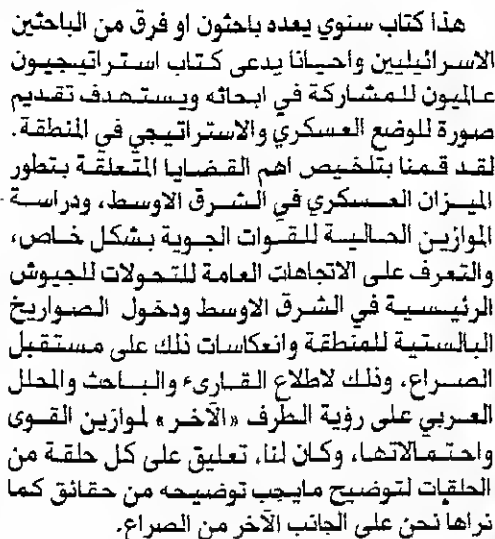 هذا كتاب سنوي يعده باحثون او فرق من الباحثين
الاسرائيليين واحيانا يدعى كتاب استراتيجيون
عالميون للمشاركة في ابحاثه ويستهدف تقديم
صورة للوضع العسكري والاستراتيجي في المنطقة.
لقد قمنا بتلخيص اهم القضايا المتعلقة بتطور
الميزان العسكري في الشرق الاوسط، ودراسة
الموازين الحالية للقوات الجوية بشكل خاص،
والتعرف على الاتجاهات العامة للتحولات للجيوش
الرئيسية في الشرق الاوسط ودخول الصواريخ
البالستية للمنطقة وانعكاسات ذلك على مستقبل
الصراع، وذلك لاطلاع القارىء والباحث والمحلل
العربي على رؤية الطرف «الآخر» لموازين القوى
واحتمالاتها، وكان لنا، تعليق على كل حلقة من
الحلقات لتوضيح مايجب توضيحه من حقائق كما
نراها نحن على الجانب الآخر من الصراع.